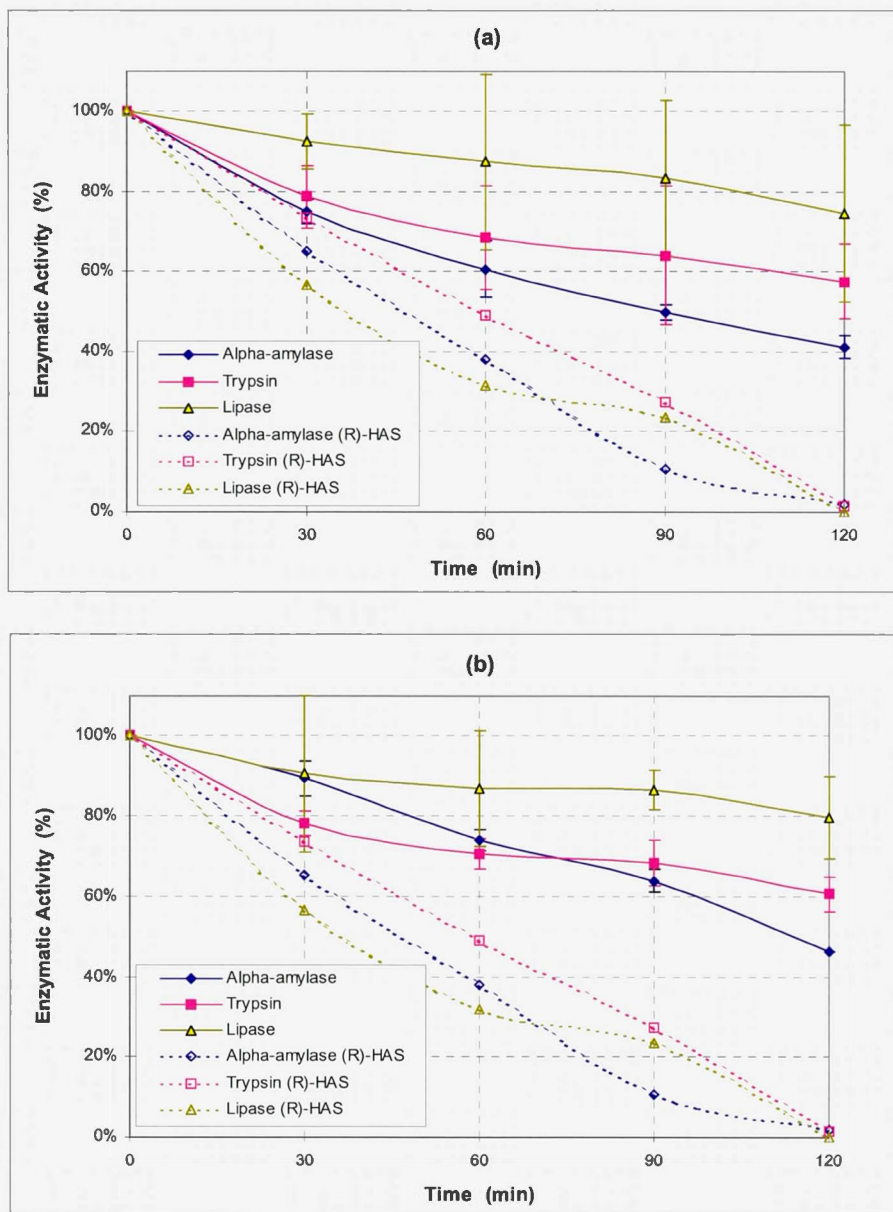 (a)
Enzymatic Activity (%)
100%
80%
60%
40%
20%
0%
Alpha-amylase
Trypsin
Lipase
Alpha-amylase (R)-HAS
Trypsin (R)-HAS
Lipase (R)-HAS
0 30 60 90 120
Time (min)
(b)
Enzymatic Activity (%)
100%
80%
60%
40%
20%
0%
Alpha-amylase
Trypsin
Lipase
Alpha-amylase (R)-HAS
Trypsin (R)-HAS
Lipase (R)-HAS
0 30 60 90 120
Time (min)